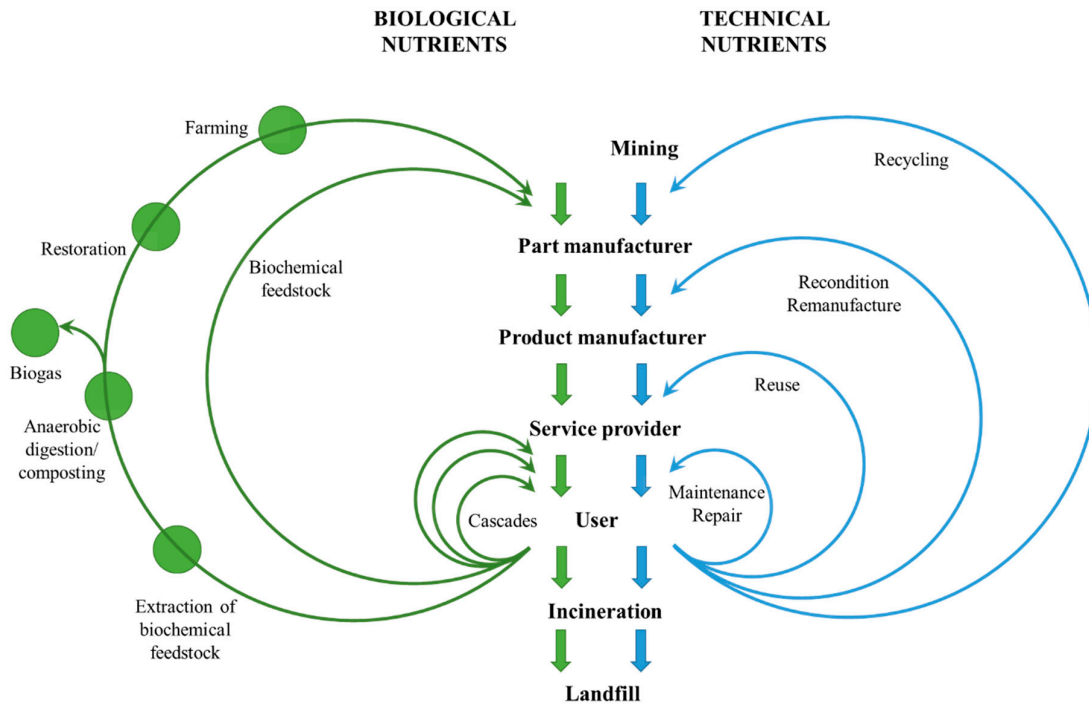 BIOLOGICAL
NUTRIENTS
TECHNICAL
NUTRIENTS
Farming
Restoration
Biogas
Anaerobic
digestion/
composting
Extraction of
biochemical
feedstock
Biochemical
feedstock
Cascades
Mining
Part manufacturer
Product manufacturer
Service provider
User
Incineration
Landfill
Recycling
Recondition
Remanufacture
Reuse
Maintenance
Repair